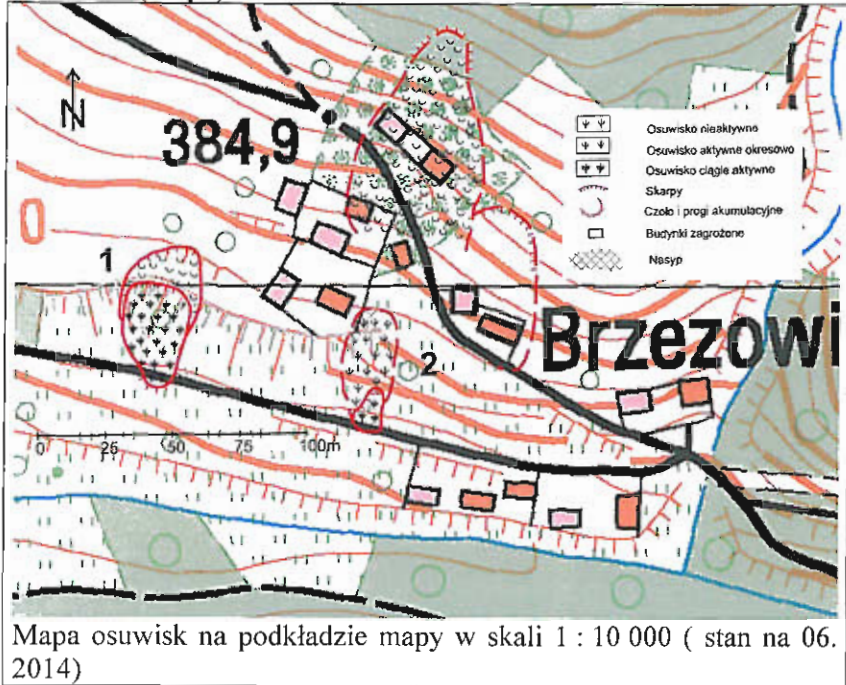 N
384,9
Osuwisko nieaktywne
Osuwisko aktywne okresowo
Osuwisko ciągle aktywne
Skarpy
Czoło i progi akumulacyjne
Budynki zagrożone
Nasyp
1
Brzezowi
2
0 25 50 75 100m
Mapa osuwisk na podkładzie mapy w skali 1 : 10 000 ( stan na 06.
2014)